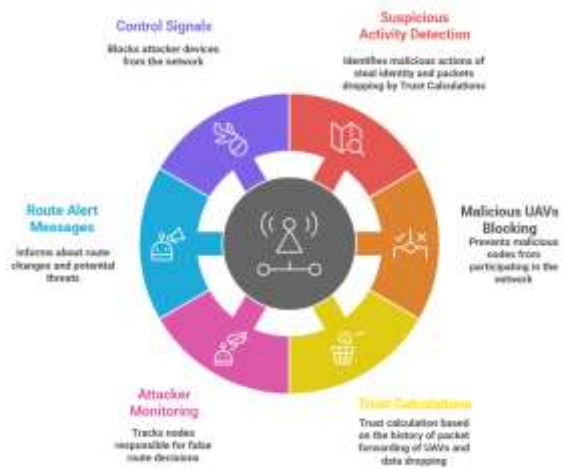 Control Signals
Blocks attacker devices
from the network
Suspicious
Activity Detection
Identifies malicious actions of
steal identity and packets
dropping by Trust Calculations
Route Alert
Messages
Informs about route
changes and potential
threats
Malicious UAVs
Blocking
Prevents malicious
nodes from
participating in the
network
Attacker
Monitoring
Tracks nodes
responsible for false
route decisions
Trust Calculations
Trust calculation based
on the history of packet
forwarding of UAVs and
data dropping